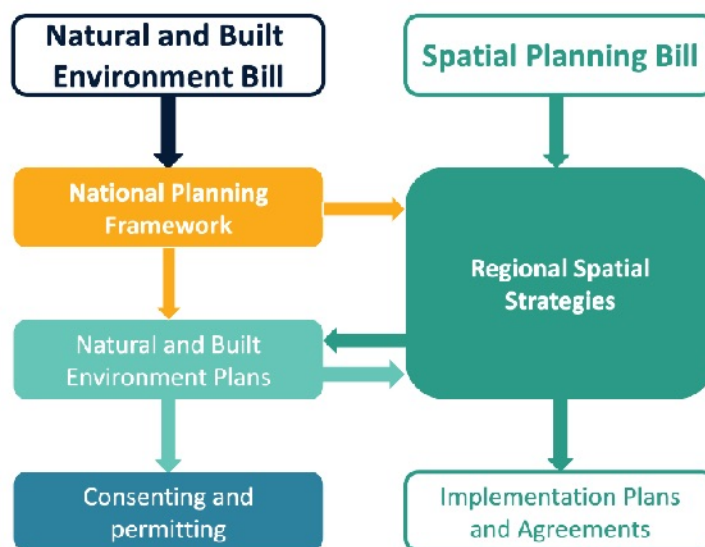 Natural and Built
Environment Bill
Spatial Planning Bill
National Planning
Framework
Regional Spatial
Strategies
Natural and Built
Environment Plans
Consenting and
permitting
Implementation Plans
and Agreements